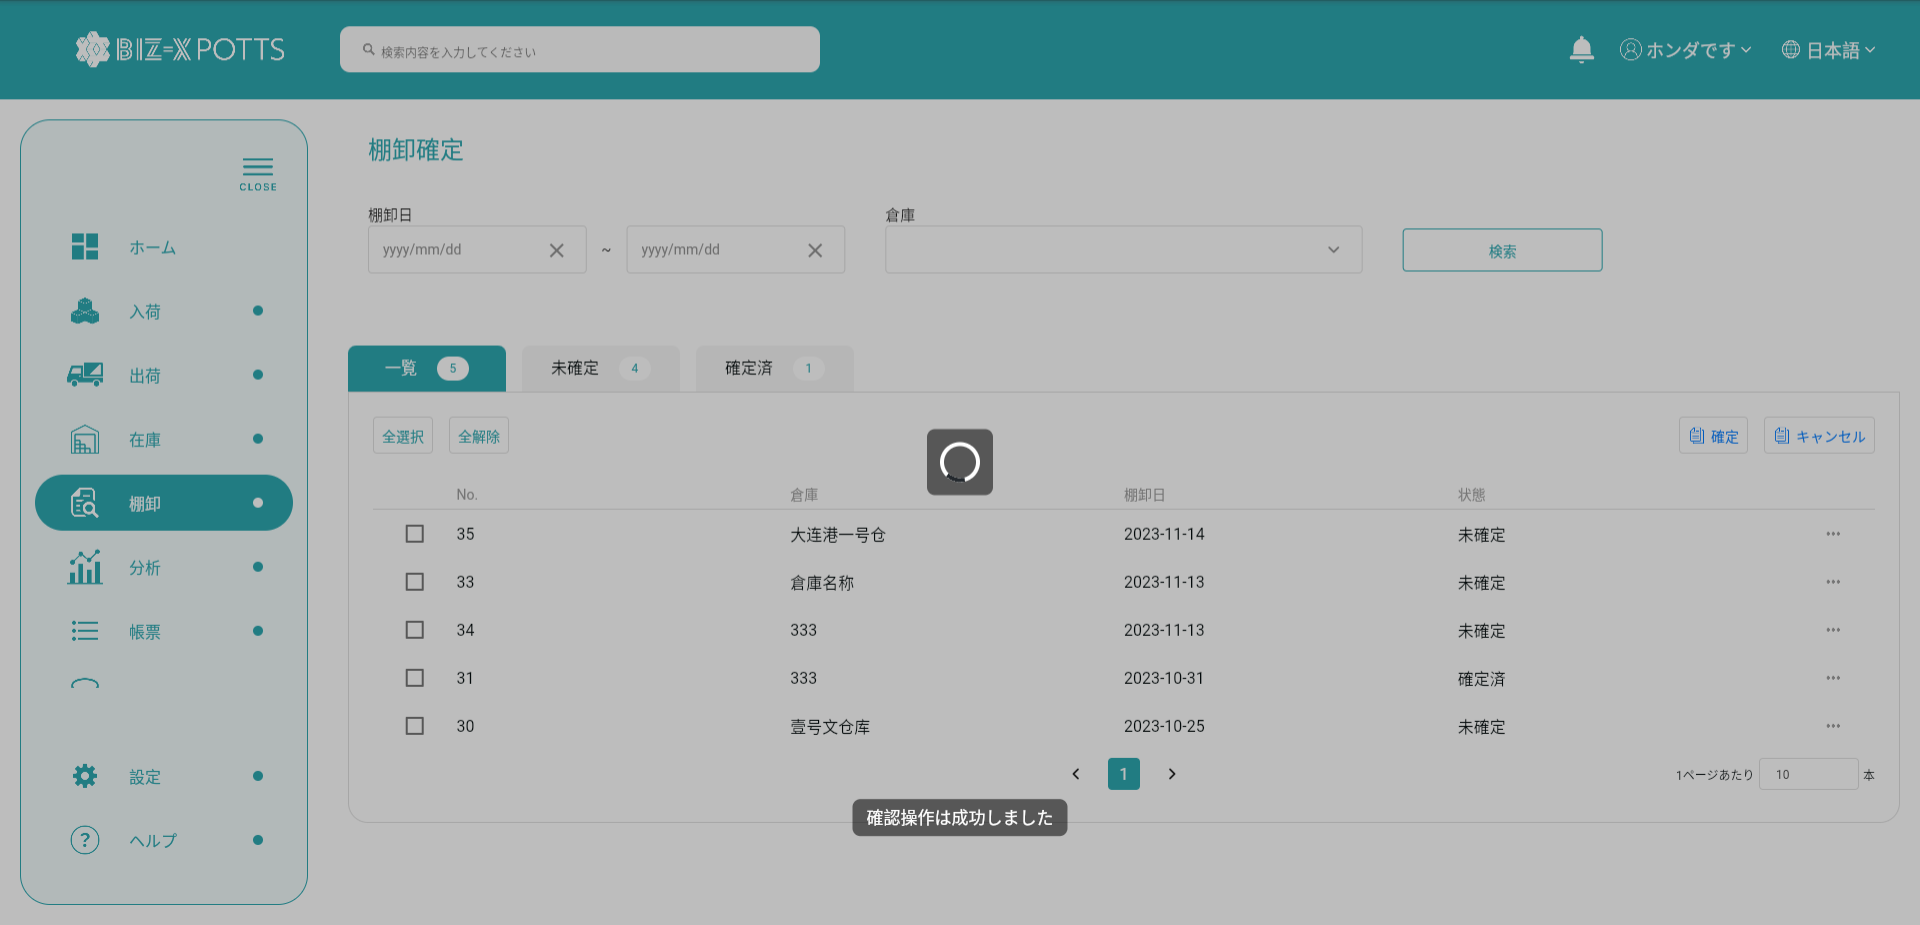 BIZ=X POTTS
検索内容を入力してください
ホンダです
日本語
CLOSE
ホーム
入荷
出荷
在庫
棚卸
分析
帳票
設定
? ヘルプ
棚卸確定
棚卸日
倉庫
yyyy/mm/dd
~
yyyy/mm/dd
検索
一覧 5
未確定 4
確定済 1
全選択
全解除
確定
キャンセル
No. 倉庫 棚卸日 状態
35 大连港一号仓 2023-11-14 未確定 ...
33 倉庫名称 2023-11-13 未確定 ...
34 333 2023-11-13 未確定 ...
31 333 2023-10-31 確定済 ...
30 壹号文仓库 2023-10-25 未確定 ...
1
1ページあたり 10 本
確認操作は成功しました